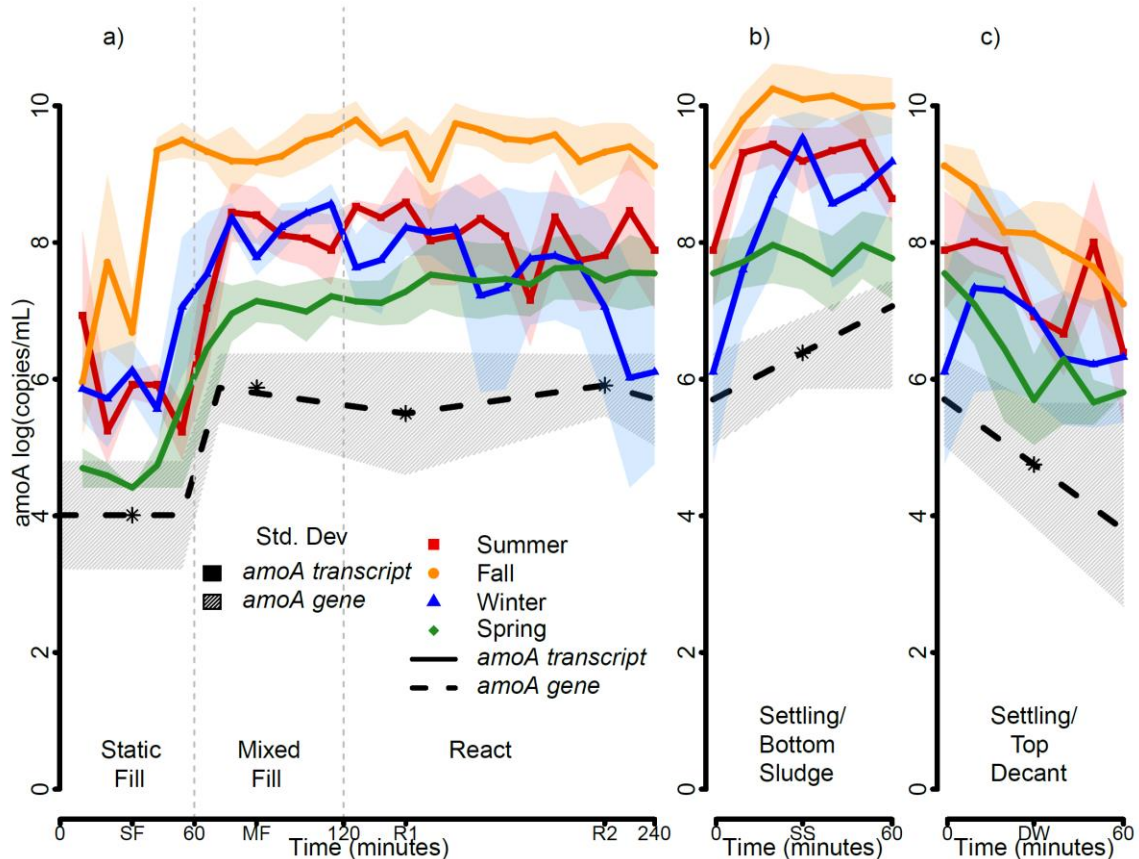 a)
b)
c)
amoA log(copies/mL)
10
8
6
4
2
0
Std. Dev
amoA transcript
amoA gene
Summer
Fall
Winter
Spring
amoA transcript
amoA gene
Static
Fill
Mixed
Fill
React
0 SF 60 MF 120 R1 R2 240
Time (minutes)
10
8
6
4
2
0
Settling/
Bottom
Sludge
0 SS 60
Time (minutes)
10
8
6
4
2
0
Settling/
Top
Decant
0 DW 60
Time (minutes)